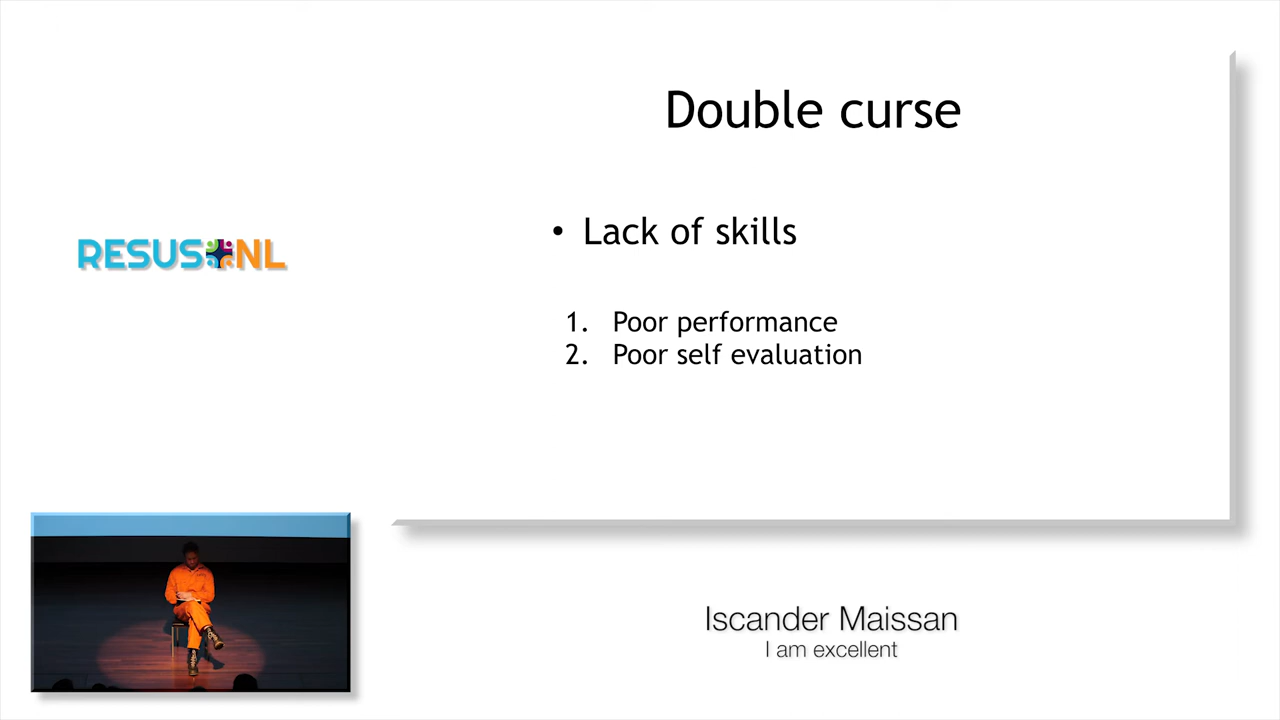 Double curse
• Lack of skills
RESUS NL
1. Poor performance
2. Poor self evaluation
Iscander Maissan
I am excellent